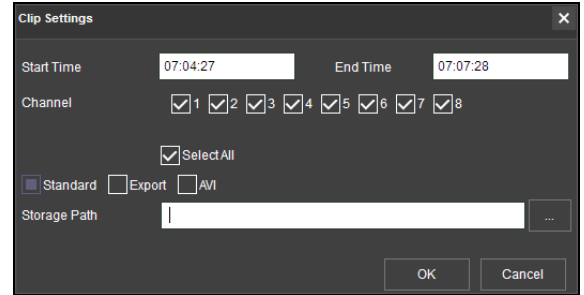 Clip Settings
Start Time 07:04:27 End Time 07:07:28
Channel 1 2 3 4 5 6 7 8
Select All
Standard Export AVI
Storage Path ...
OK Cancel